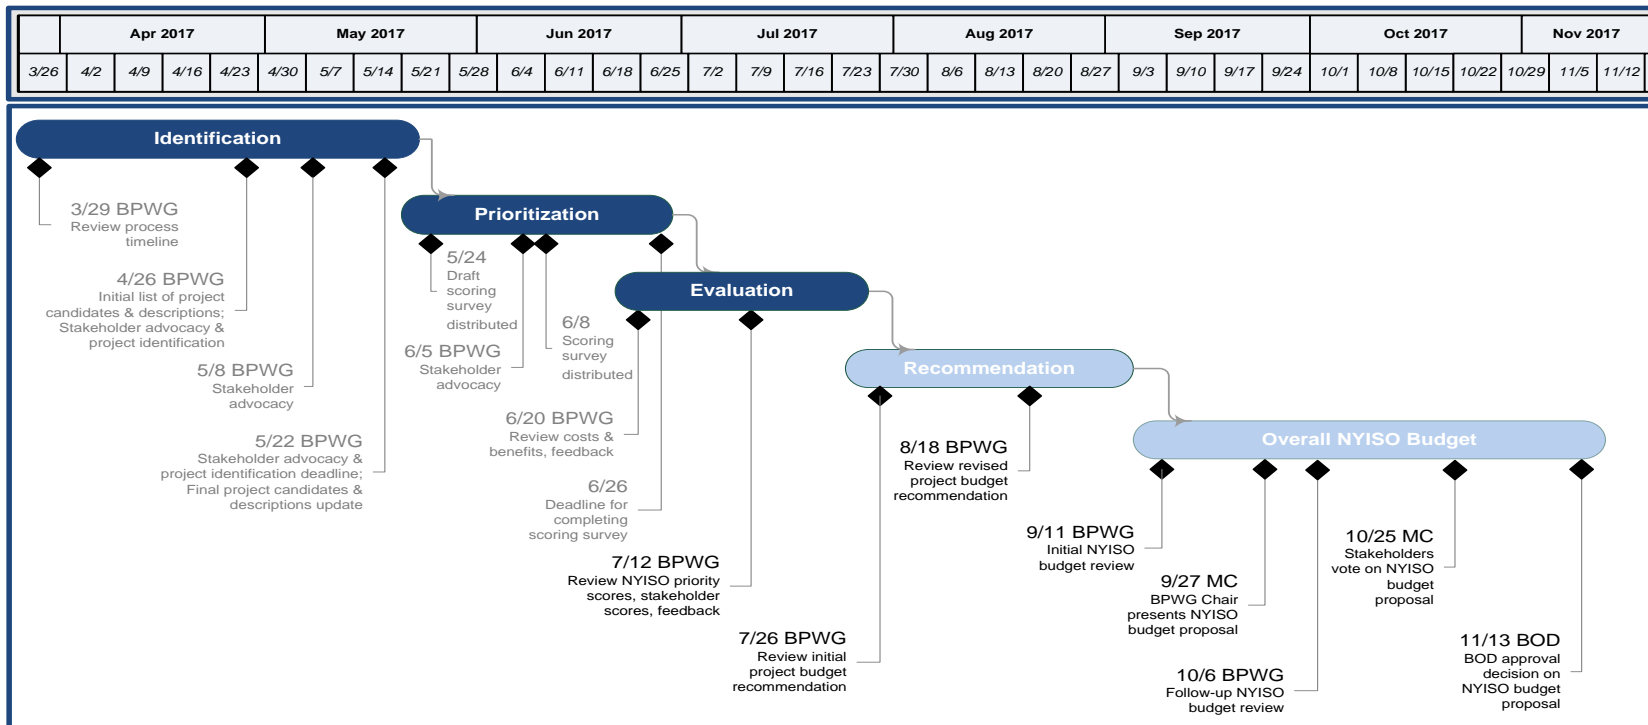 Apr 2017
May 2017
Jun 2017
Jul 2017
Aug 2017
Sep 2017
Oct 2017
Nov 2017
3/26
4/2
4/9
4/16
4/23
4/30
5/7
5/14
5/21
5/28
6/4
6/11
6/18
6/25
7/2
7/9
7/16
7/23
7/30
8/6
8/13
8/20
8/27
9/3
9/10
9/17
9/24
10/1
10/8
10/15
10/22
10/29
11/5
11/12
Identification
3/29 BPWG
Review process
timeline
4/26 BPWG
Initial list of project
candidates & descriptions;
Stakeholder advocacy &
project identification
5/8 BPWG
Stakeholder
advocacy
5/22 BPWG
Stakeholder advocacy &
project identification deadline;
Final project candidates &
descriptions update
Prioritization
5/24
Draft
scoring
survey
distributed
6/5 BPWG
Stakeholder
advocacy
6/8
Scoring
survey
distributed
6/26
Deadline for
completing
scoring survey
Evaluation
6/20 BPWG
Review costs &
benefits, feedback
7/12 BPWG
Review NYISO priority
scores, stakeholder
scores, feedback
Recommendation
7/26 BPWG
Review initial
project budget
recommendation
8/18 BPWG
Review revised
project budget
recommendation
Overall NYISO Budget
9/11 BPWG
Initial NYISO
budget review
9/27 MC
BPWG Chair
presents NYISO
budget proposal
10/6 BPWG
Follow-up NYISO
budget review
10/25 MC
Stakeholders
vote on NYISO
budget
proposal
11/13 BOD
BOD approval
decision on
NYISO budget
proposal